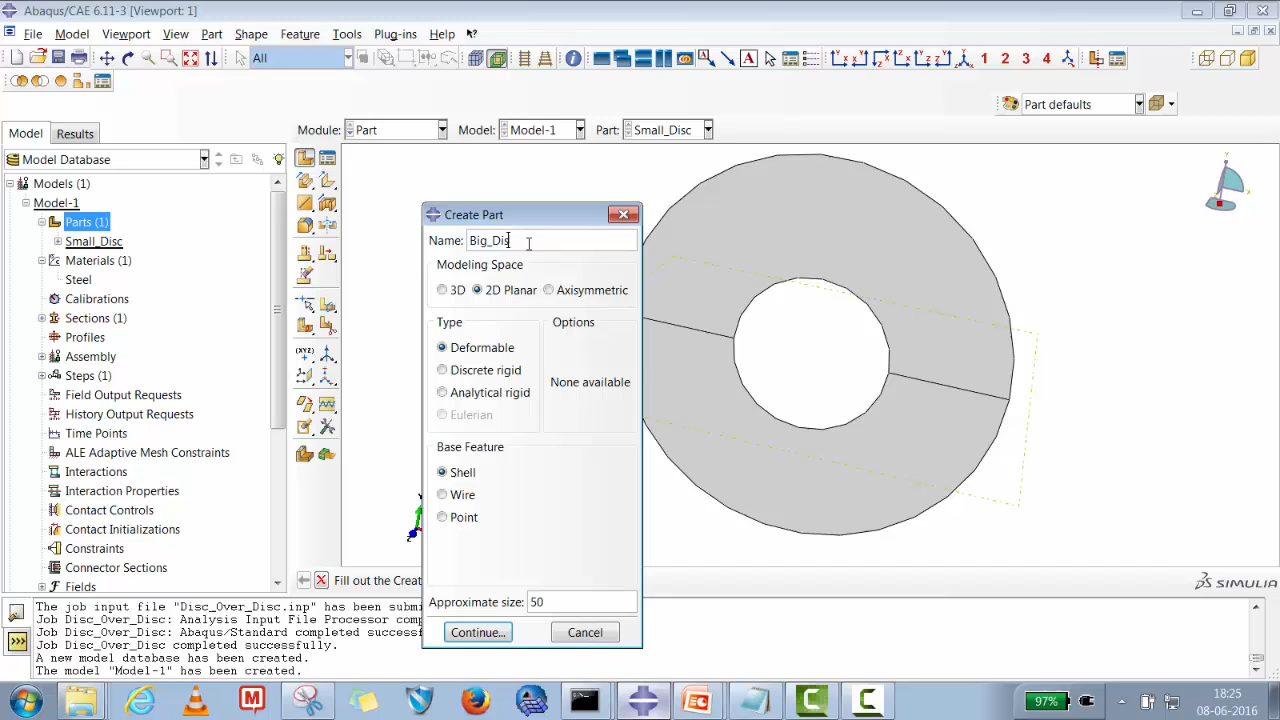 Abaqus/CAE 6.11-3 [Viewport: 1]
File Model Viewport View Part Shape Feature Tools Plug-ins Help
All
1 2 3 4
Part defaults
Model Results
Module: Part Model: Model-1 Part: Small_Disc
Model Database
Models (1)
Model-1
Parts (1)
Small_Disc
Materials (1)
Steel
Calibrations
Sections (1)
Profiles
Assembly
Steps (1)
Field Output Requests
History Output Requests
Time Points
ALE Adaptive Mesh Constraints
Interactions
Interaction Properties
Contact Controls
Contact Initializations
Constraints
Connector Sections
Fields
Create Part
Name: Big_Dis
Modeling Space
3D 2D Planar Axisymmetric
Type
Deformable
Discrete rigid
Analytical rigid
Eulerian
Options
None available
Base Feature
Shell
Wire
Point
Approximate size: 50
Continue... Cancel
Y
X
Fill out the Creat
SIMULIA
The job input file "Disc_Over_Disc.inp" has been submi
Job Disc_Over_Disc: Analysis Input File Processor comp
Job Disc_Over_Disc: Abaqus/Standard completed successf
Job Disc_Over_Disc completed successfully.
A new model database has been created.
The model "Model-1" has been created.
97%
18:25
08-06-2016